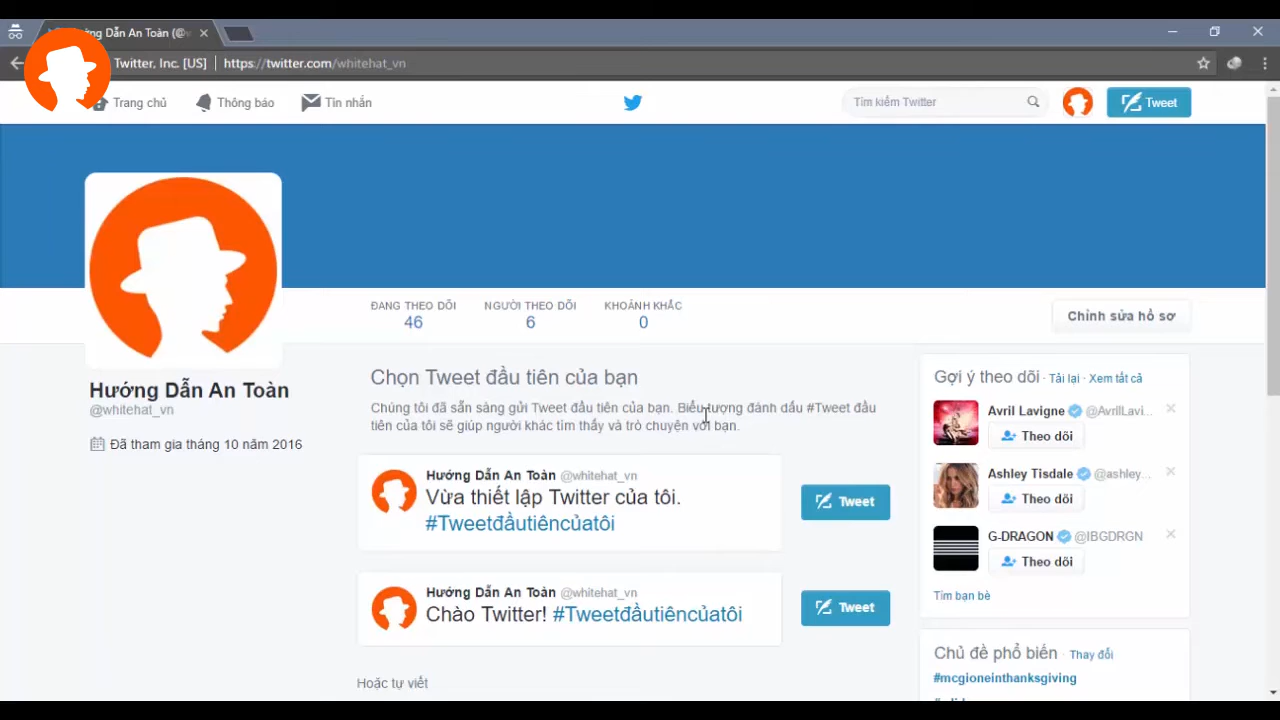 Hướng Dẫn An Toàn (@w
Twitter, Inc. [US] https://twitter.com/whitehat_vn
Trang chủ Thông báo Tin nhắn Tìm kiếm Twitter Tweet
ĐANG THEO DÕI NGƯỜI THEO DÕI KHOẢNH KHẮC
46 6 0
Chỉnh sửa hồ sơ
Hướng Dẫn An Toàn
@whitehat_vn
Đã tham gia tháng 10 năm 2016
Chọn Tweet đầu tiên của bạn
Chúng tôi đã sẵn sàng gửi Tweet đầu tiên của bạn. Biểu tượng đánh dấu #Tweet đầu
tiên của tôi sẽ giúp người khác tìm thấy và trò chuyện với bạn.
Hướng Dẫn An Toàn @whitehat_vn
Vừa thiết lập Twitter của tôi.
#Tweetđầutiêncủatôi
Tweet
Hướng Dẫn An Toàn @whitehat_vn
Chào Twitter! #Tweetđầutiêncủatôi
Tweet
Hoặc tự viết
Gợi ý theo dõi · Tải lại · Xem tất cả
Avril Lavigne @AvrilLavi...
Theo dõi
Ashley Tisdale @ashley...
Theo dõi
G-DRAGON @IBGDRGN
Theo dõi
Tìm bạn bè
Chủ đề phổ biến · Thay đổi
#mcgioneinthanksgiving